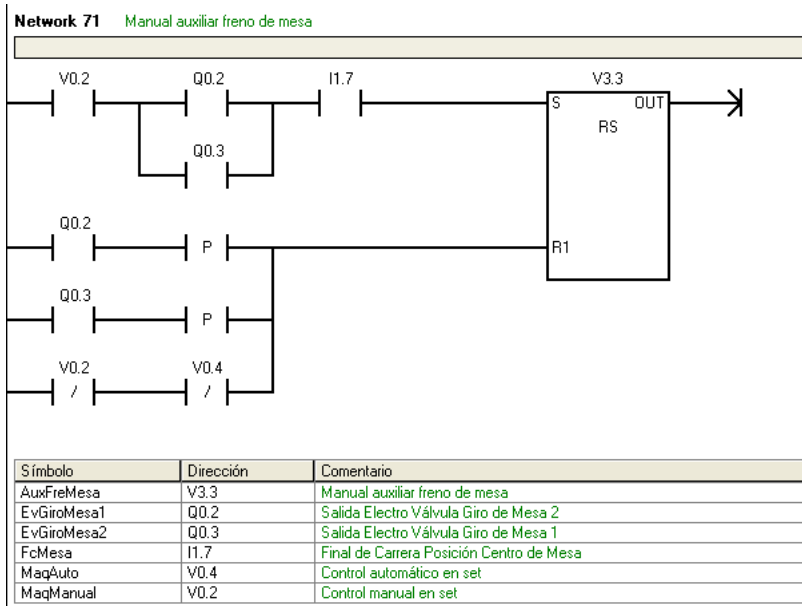 Network 71 Manual auxiliar freno de mesa
V0.2 Q0.2 I1.7 V3.3
S OUT
RS
Q0.3
Q0.2
P R1
Q0.3
P
V0.2 V0.4
/ /
Símbolo Dirección Comentario
AuxFreMesa V3.3 Manual auxiliar freno de mesa
EvGiroMesa1 Q0.2 Salida Electro Válvula Giro de Mesa 2
EvGiroMesa2 Q0.3 Salida Electro Válvula Giro de Mesa 1
FcMesa I1.7 Final de Carrera Posición Centro de Mesa
MaqAuto V0.4 Control automático en set
MaqManual V0.2 Control manual en set